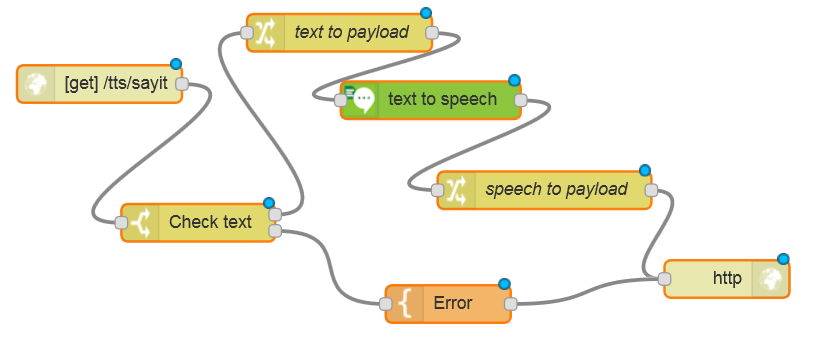 text to payload
[get] /tts/sayit
text to speech
speech to payload
Check text
http
Error